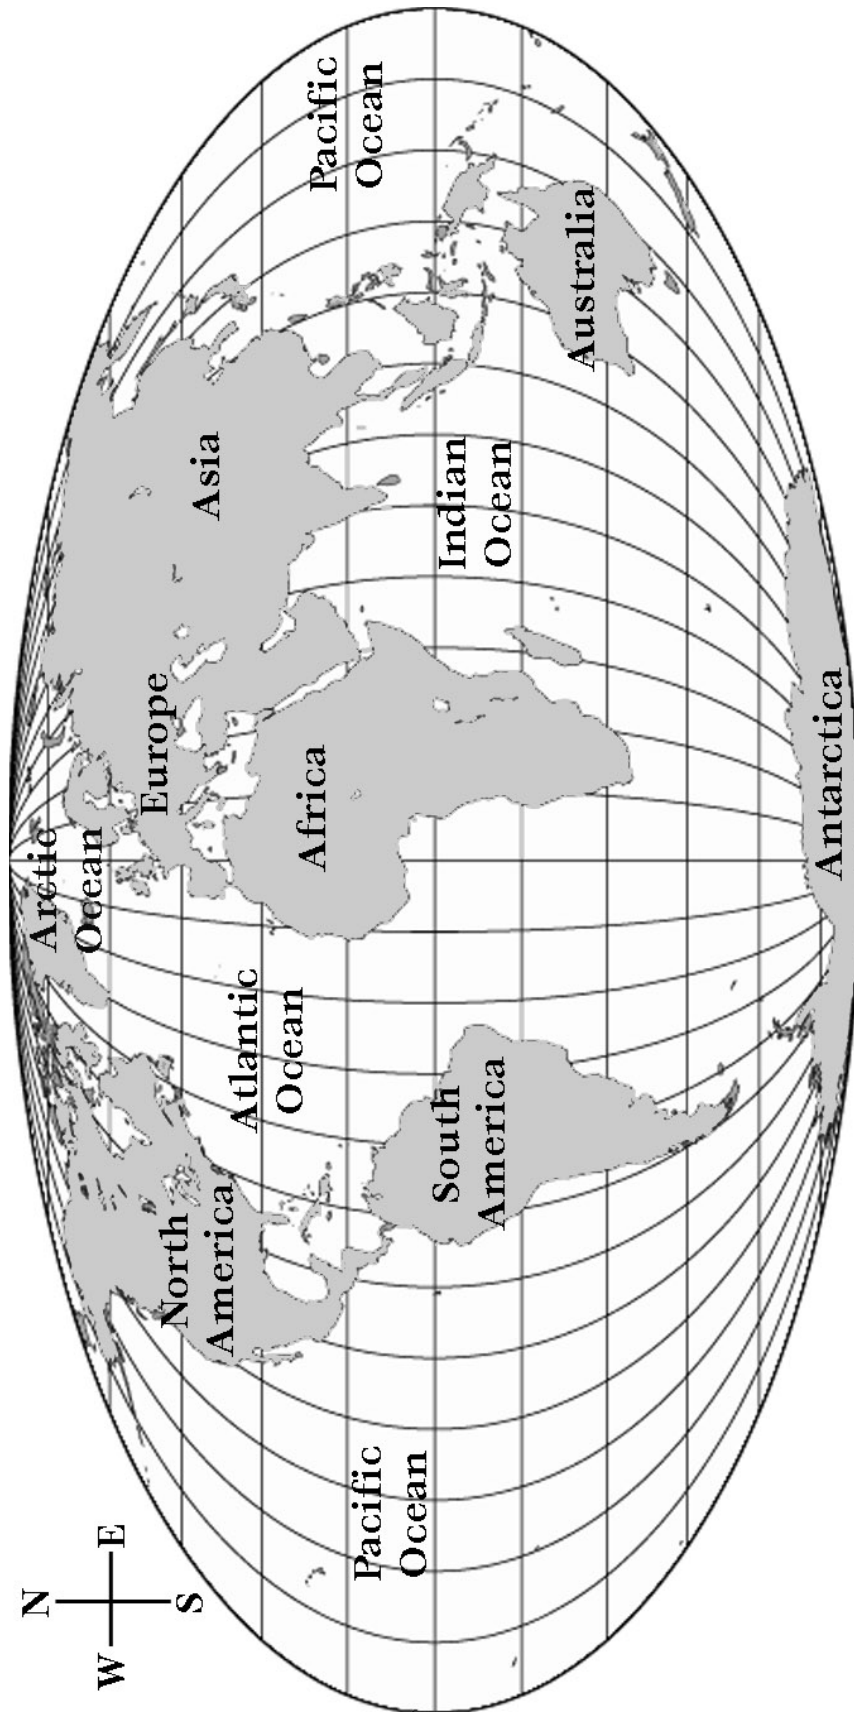 N
W
E
S
Arctic
Ocean
North
America
Europe
Asia
Atlantic
Ocean
Africa
Pacific
Ocean
Pacific
Ocean
South
America
Indian
Ocean
Australia
Antarctica